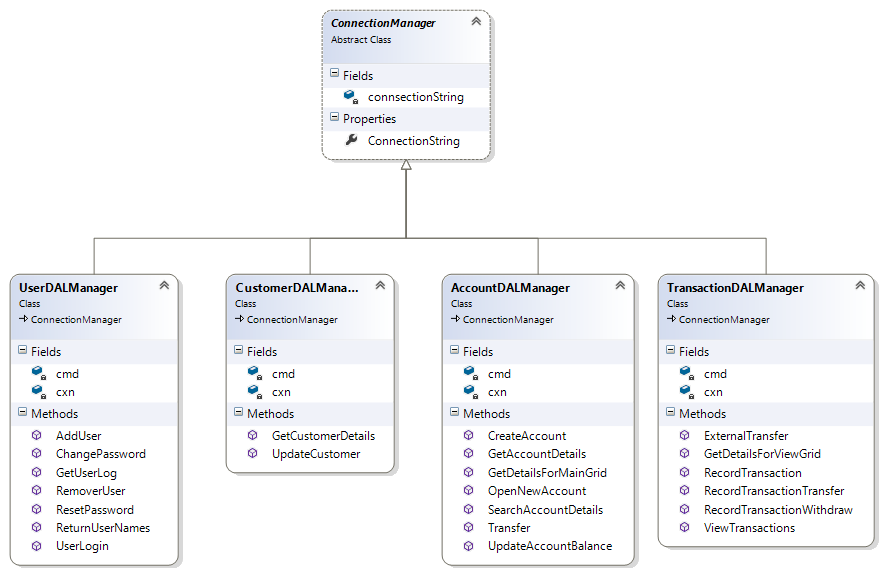 ConnectionManager
Abstract Class
Fields
connsectionString
Properties
ConnectionString
UserDALManager
Class
ConnectionManager
Fields
cmd
cxn
Methods
AddUser
ChangePassword
GetUserLog
RemoverUser
ResetPassword
ReturnUserNames
UserLogin
CustomerDALMana...
Class
ConnectionManager
Fields
cmd
cxn
Methods
GetCustomerDetails
UpdateCustomer
AccountDALManager
Class
ConnectionManager
Fields
cmd
cxn
Methods
CreateAccount
GetAccountDetails
GetDetailsForMainGrid
OpenNewAccount
SearchAccountDetails
Transfer
UpdateAccountBalance
TransactionDALManager
Class
ConnectionManager
Fields
cmd
cxn
Methods
ExternalTransfer
GetDetailsForViewGrid
RecordTransaction
RecordTransactionTransfer
RecordTransactionWithdraw
ViewTransactions